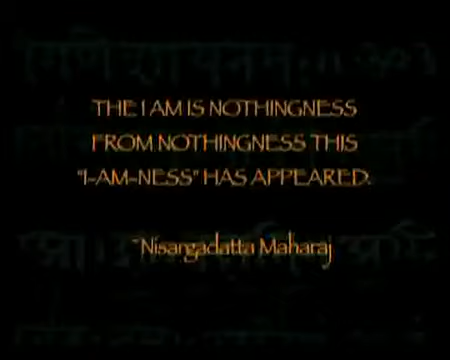 THE I AM IS NOTHINGNESS
FROM NOTHINGNESS THIS
"I-AM-NESS" HAS APPEARED.
~Nisargadatta Maharaj